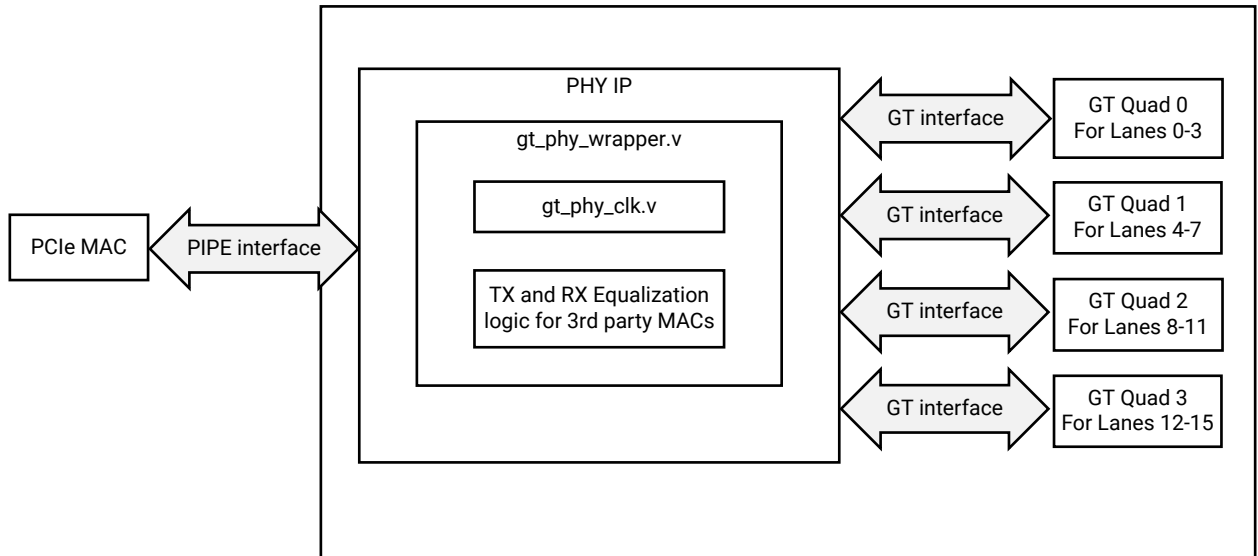 PHY IP
gt_phy_wrapper.v
gt_phy_clk.v
TX and RX Equalization
logic for 3rd party MACs
PCIe MAC
PIPE interface
GT interface
GT Quad 0
For Lanes 0-3
GT interface
GT Quad 1
For Lanes 4-7
GT interface
GT Quad 2
For Lanes 8-11
GT interface
GT Quad 3
For Lanes 12-15